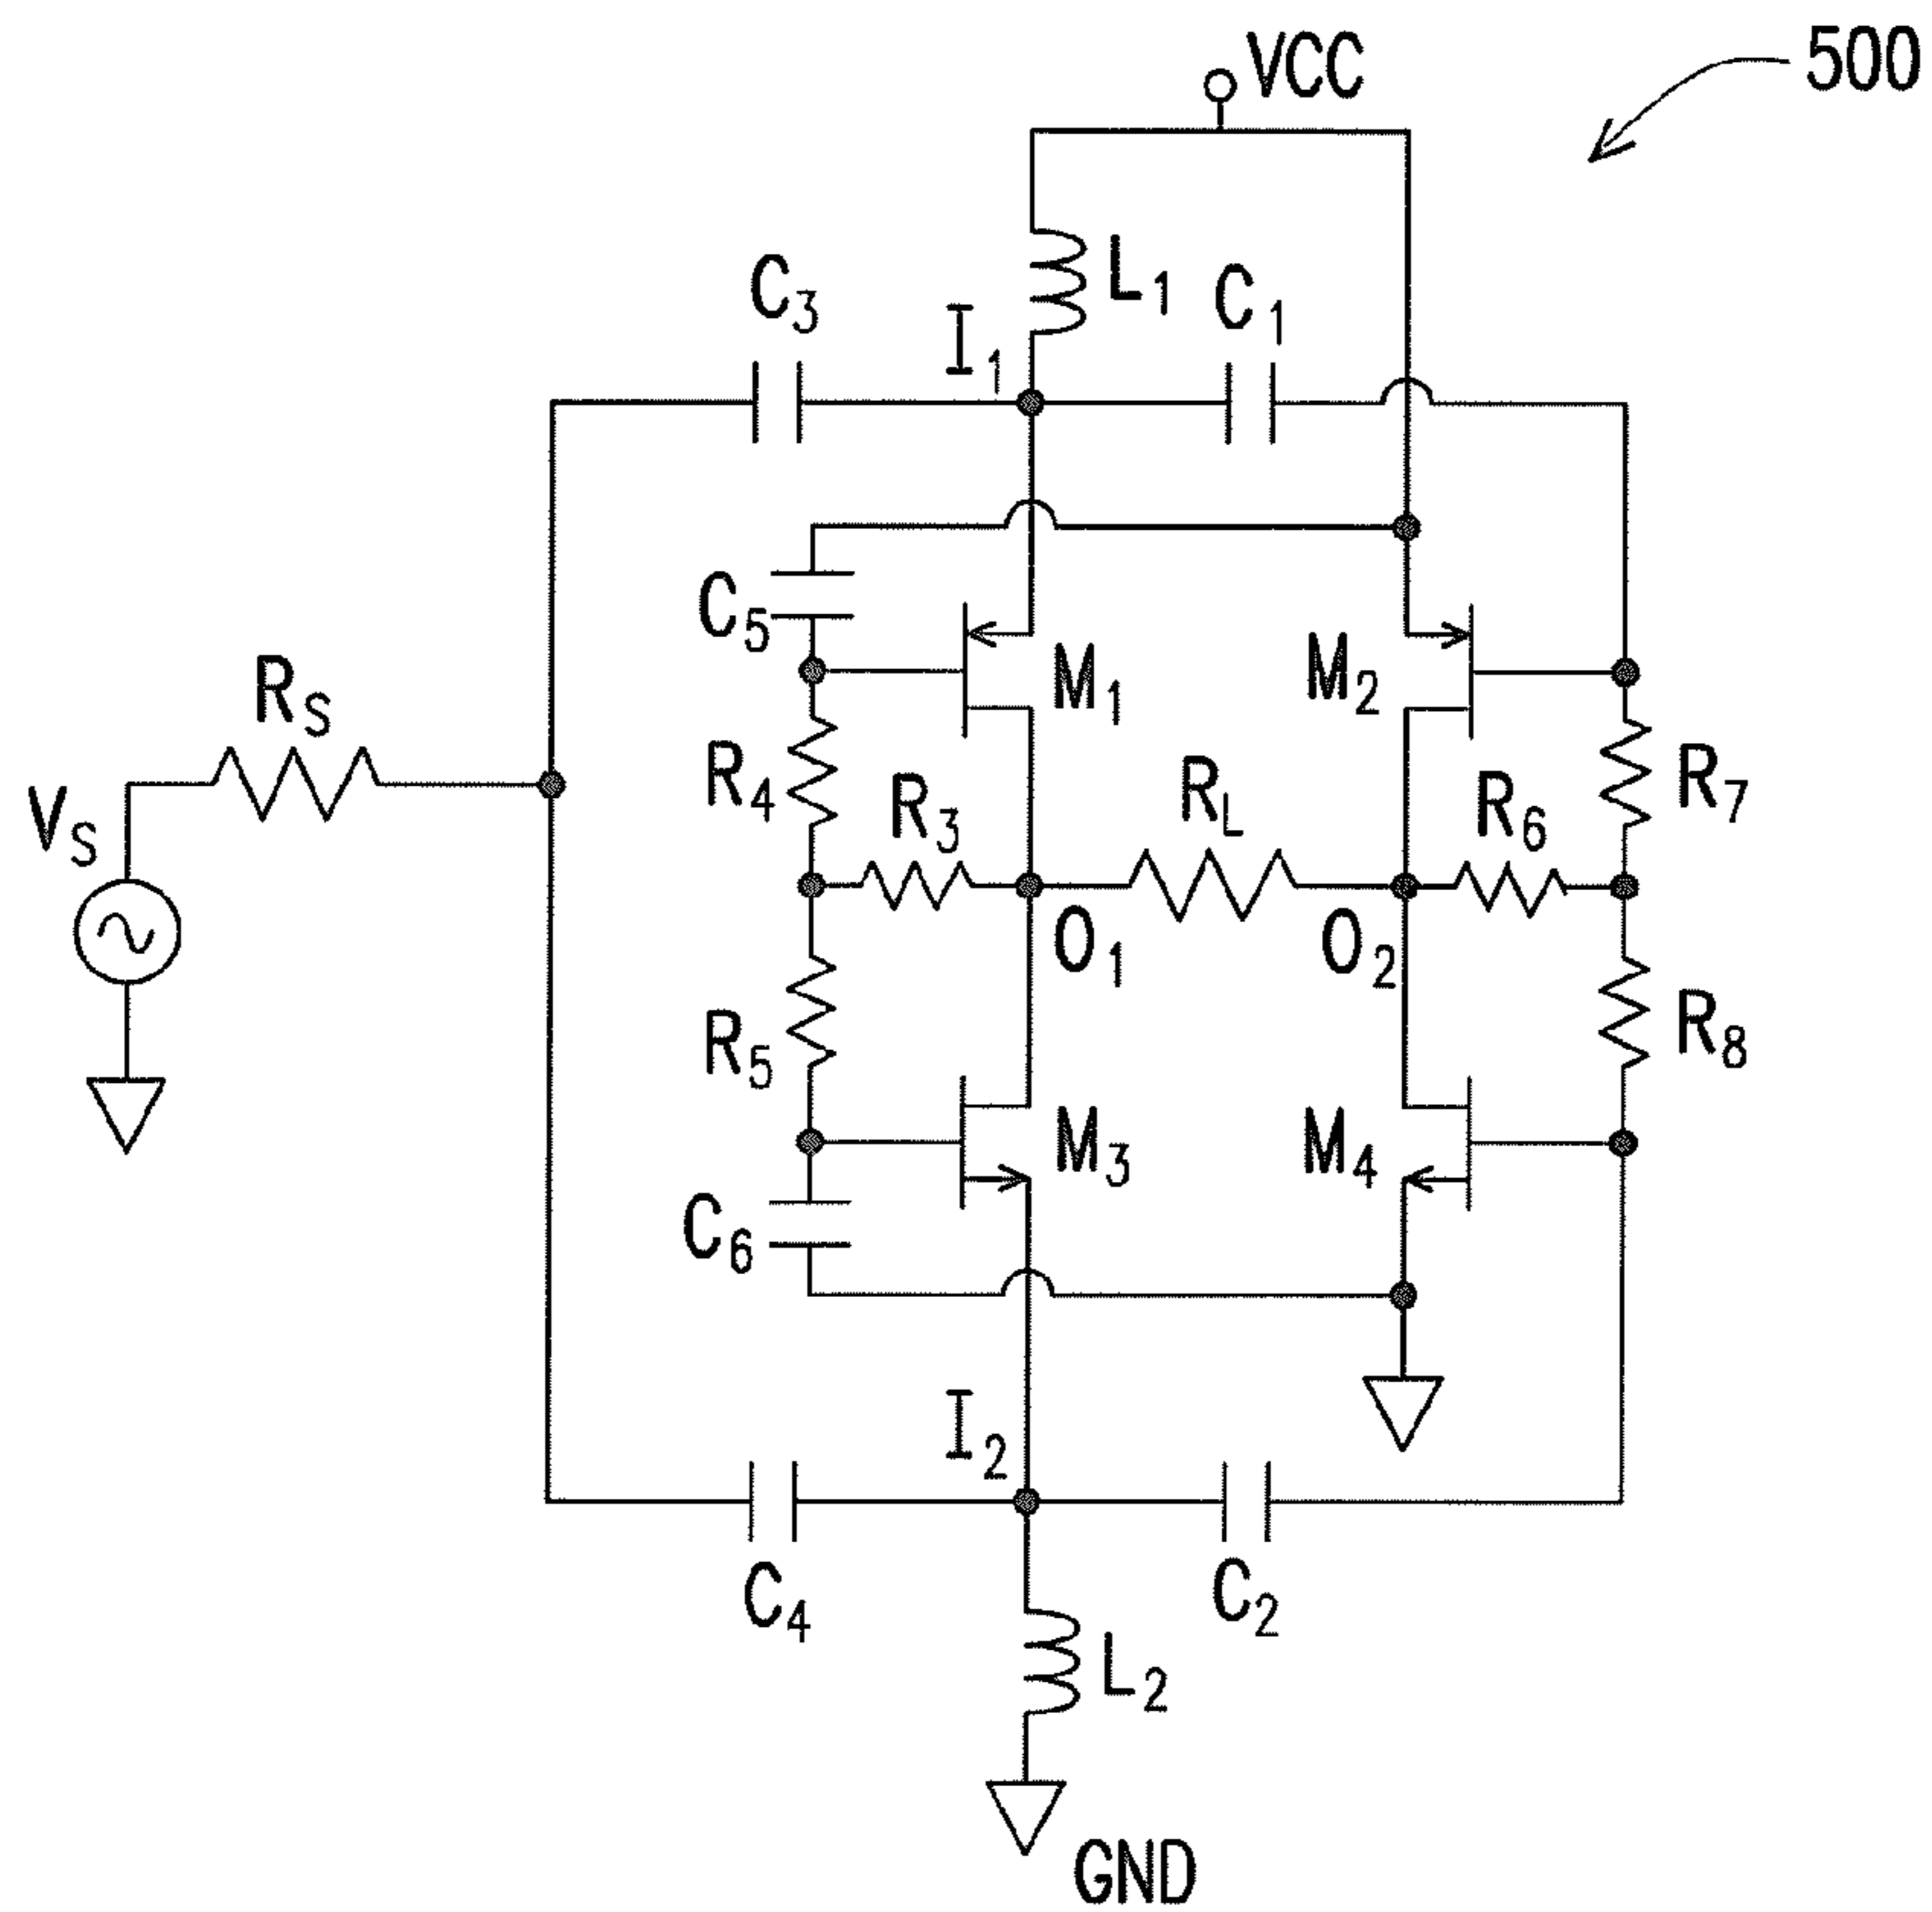 500
VCC
L1
C3
I1
C1
C5
M1
M2
RS
R4
R3
RL
R6
R7
VS
O1
O2
R5
R8
M3
M4
C6
I2
C4
C2
L2
GND